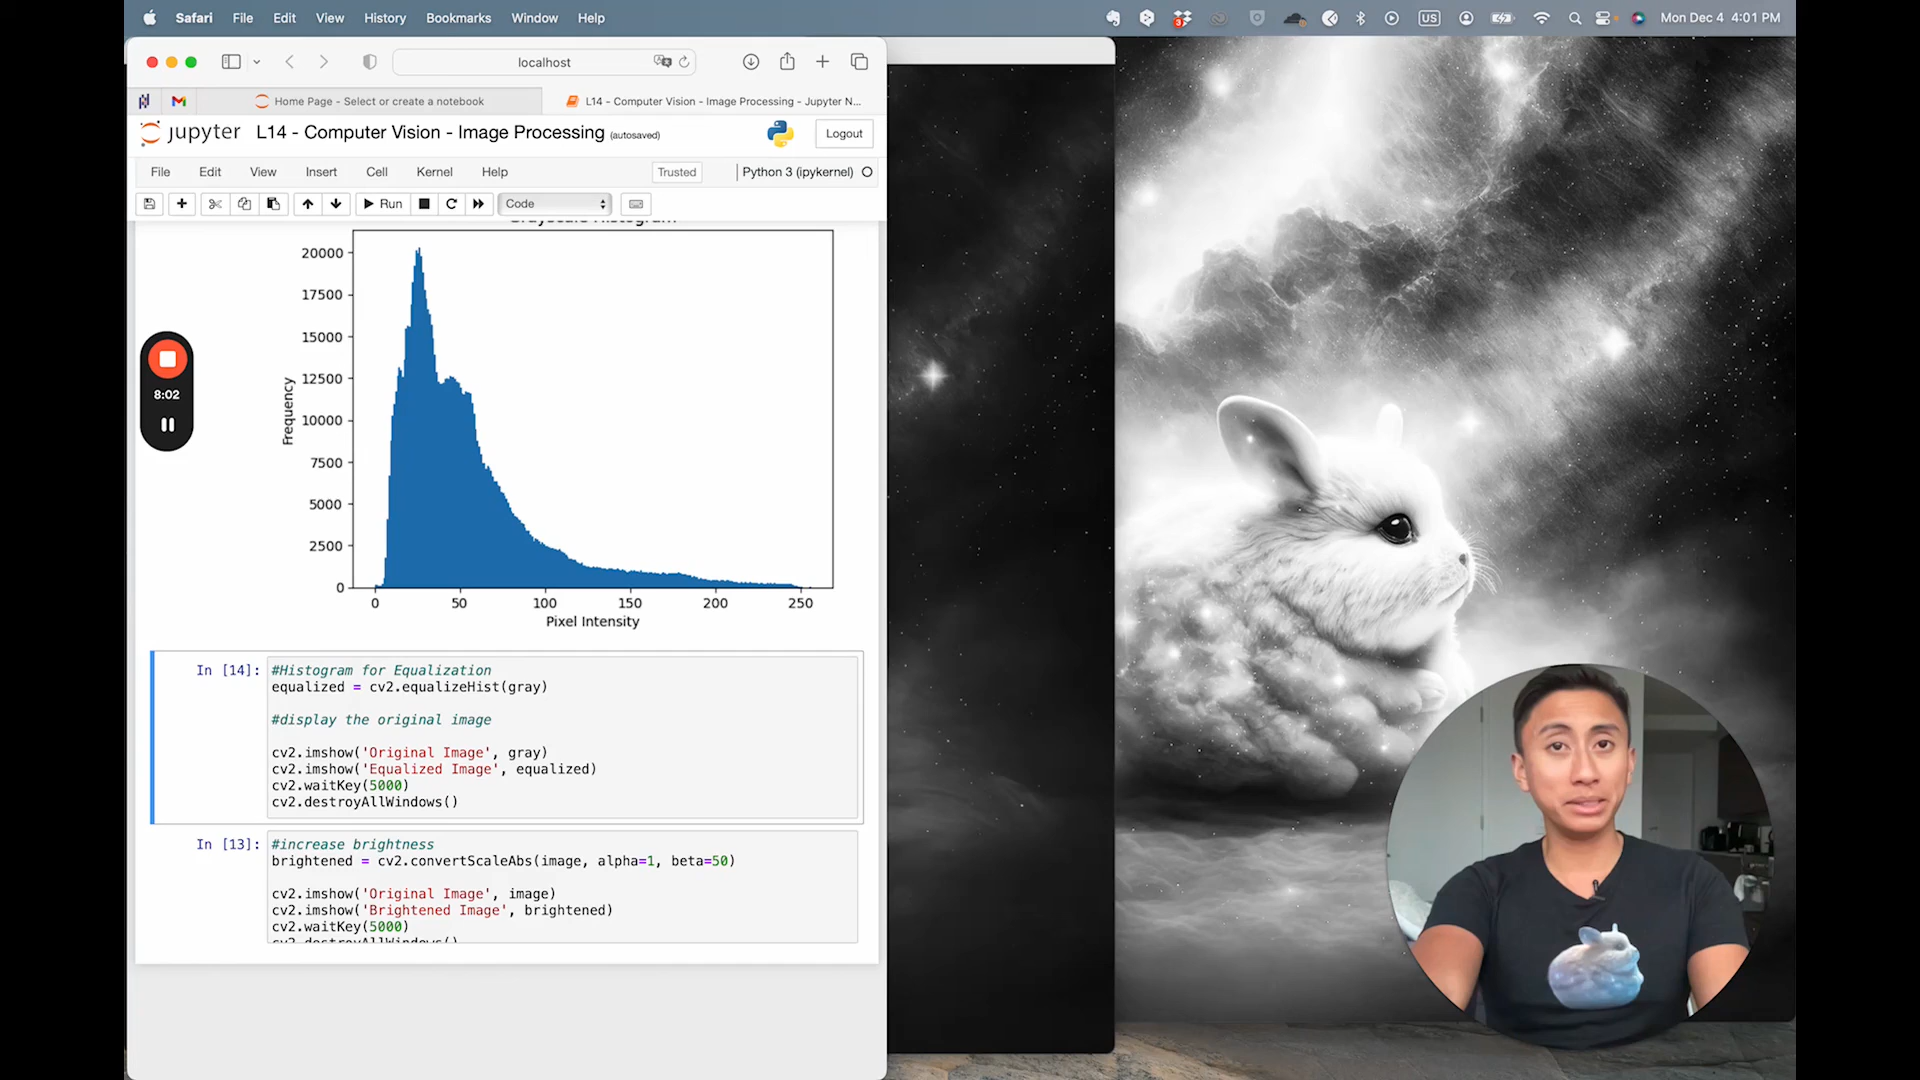 Safari File Edit View History Bookmarks Window Help
3 US Mon Dec 4 4:01 PM
localhost
Home Page - Select or create a notebook
L14 - Computer Vision - Image Processing - Jupyter N...
jupyter L14 - Computer Vision - Image Processing (autosaved)
Logout
File Edit View Insert Cell Kernel Help
Trusted
Python 3 (ipykernel)
Run
Code
Grayscale Histogram
20000
17500
15000
12500
10000
7500
5000
2500
0
Frequency
0 50 100 150 200 250
Pixel Intensity
8:02
In [14]:
#Histogram for Equalization
equalized = cv2.equalizeHist(gray)
#display the original image
cv2.imshow('Original Image', gray)
cv2.imshow('Equalized Image', equalized)
cv2.waitKey(5000)
cv2.destroyAllWindows()
In [13]:
#increase brightness
brightened = cv2.convertScaleAbs(image, alpha=1, beta=50)
cv2.imshow('Original Image', image)
cv2.imshow('Brightened Image', brightened)
cv2.waitKey(5000)
cv2.destroyAllWindows()